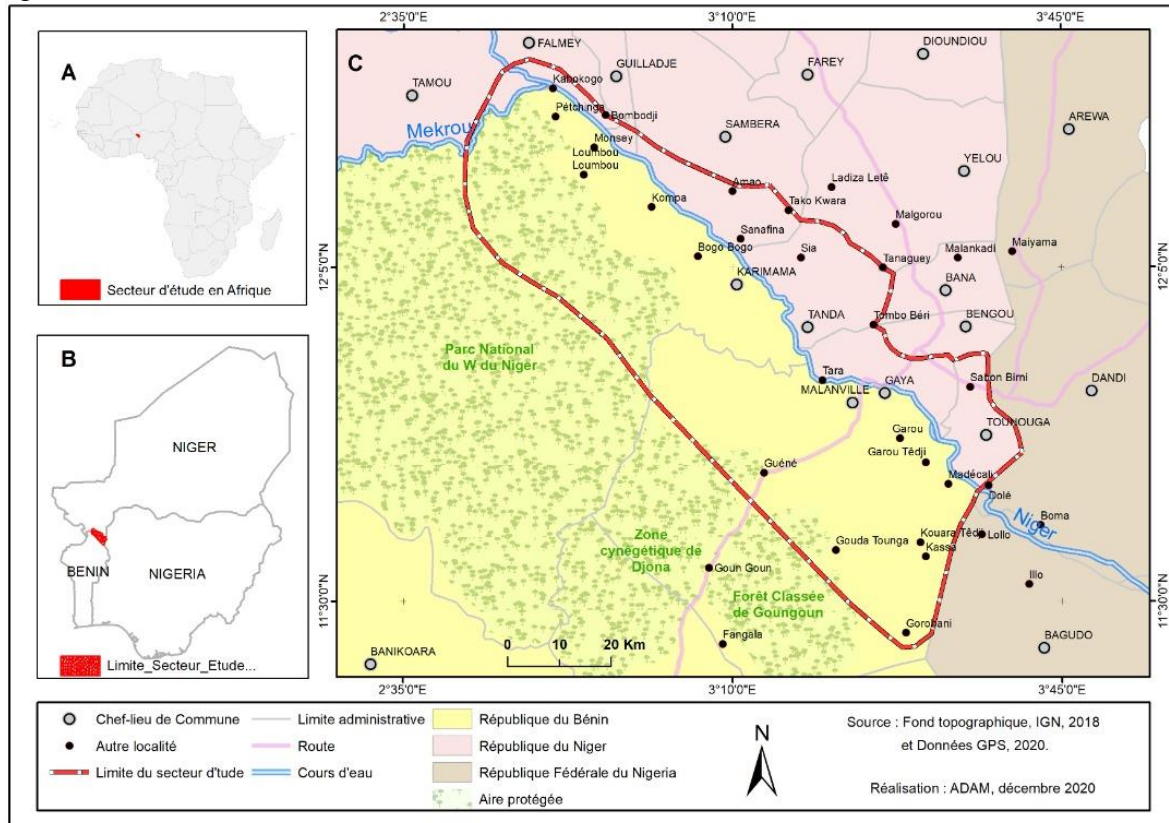 A
Secteur d'étude en Afrique
B
NIGER
BENIN
NIGERIA
Limite_Secteur_Etude...
2°35'0"E
3°10'0"E
3°45'0"E
C
FALMEY
DIOUNDIOU
GUILLADJE
FAREY
TAMOU
Kabokogo
Pétchinga
Bombodji
AREWA
Mekrou
SAMBERA
Monsey
Loumbou
Loumbou
YELOU
Amao
Ladiza Letê
Kompa
Tako Kwara
Malgorou
Sanafina
Maiyama
Bogo Bogo
Sia
Malankadi
Tanaguey
12°5'0"N
12°5'0"N
KARIMAMA
BANA
TANDA
Tombo Béri
BENGOU
Parc National
du W du Niger
Tara
GAYA
Sabon Birni
DANDI
MALANVILLE
TOUNOUGA
Garou
Garou Têdji
Guéné
Madécali
Dolé
Niger
Boma
Zone
cynégétique de
Djona
Gouda Tounga
Kouara Têdji
Lollo
Kassa
Goun Goun
Illo
Forêt Classée
de Goungoun
11°30'0"N
11°30'0"N
Gorobani
Fangala
0 10 20 Km
BANIKOARA
BAGUDO
2°35'0"E
3°10'0"E
3°45'0"E
Chef-lieu de Commune
Limite administrative
République du Bénin
Autre localité
Route
République du Niger
Limite du secteur d'tude
Cours d'eau
République Fédérale du Nigeria
Aire protégée
N
Source : Fond topographique, IGN, 2018
et Données GPS, 2020.
Réalisation : ADAM, décembre 2020